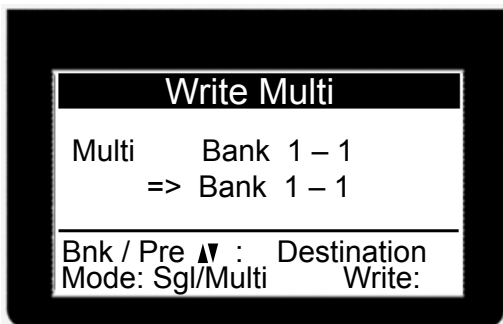 Write Multi
Multi Bank 1 – 1
=> Bank 1 – 1
Bnk / Pre ▲▼ : Destination
Mode: Sgl/Multi Write: